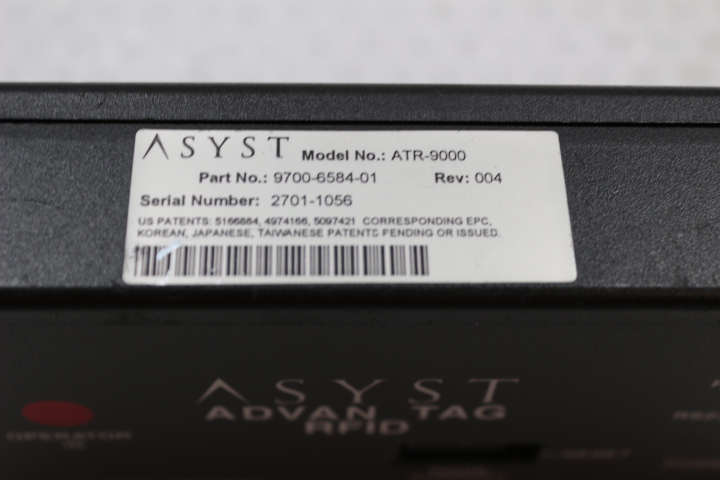 ASYST Model No.: ATR-9000
Part No.: 9700-6584-01 Rev: 004
Serial Number: 2701-1056
US PATENTS: 5166884, 4974166, 5097421 CORRESPONDING EPC,
KOREAN, JAPANESE, TAIWANESE PATENTS PENDING OR ISSUED.
ASYST
ADVAN TAG
RFID
OPERATOR